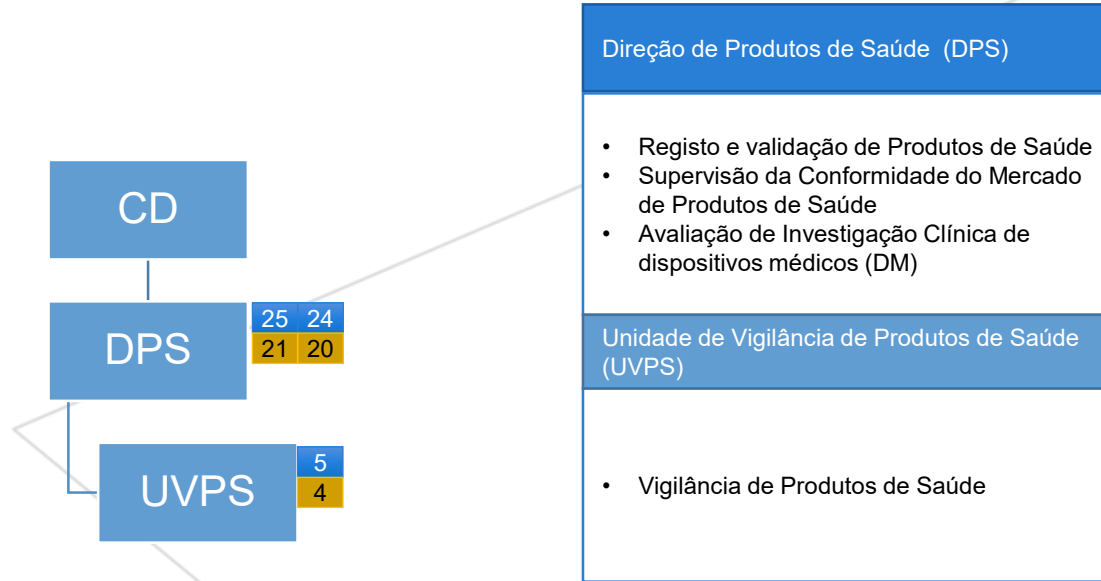 CD
DPS
25 24
21 20
UVPS
5
4
Direção de Produtos de Saúde (DPS)
• Registo e validação de Produtos de Saúde
• Supervisão da Conformidade do Mercado
de Produtos de Saúde
• Avaliação de Investigação Clínica de
dispositivos médicos (DM)
Unidade de Vigilância de Produtos de Saúde
(UVPS)
• Vigilância de Produtos de Saúde